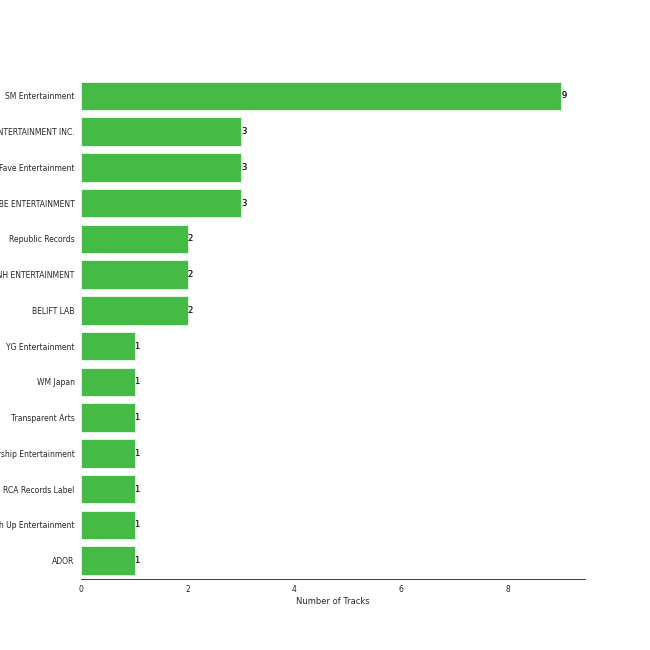 SM Entertainment 9
NTERTAINMENT INC. 3
Fave Entertainment 3
BE ENTERTAINMENT 3
Republic Records 2
NH ENTERTAINMENT 2
BELIFT LAB 2
YG Entertainment 1
WM Japan 1
Transparent Arts 1
rship Entertainment 1
RCA Records Label 1
h Up Entertainment 1
ADOR 1
0 2 4 6 8
Number of Tracks